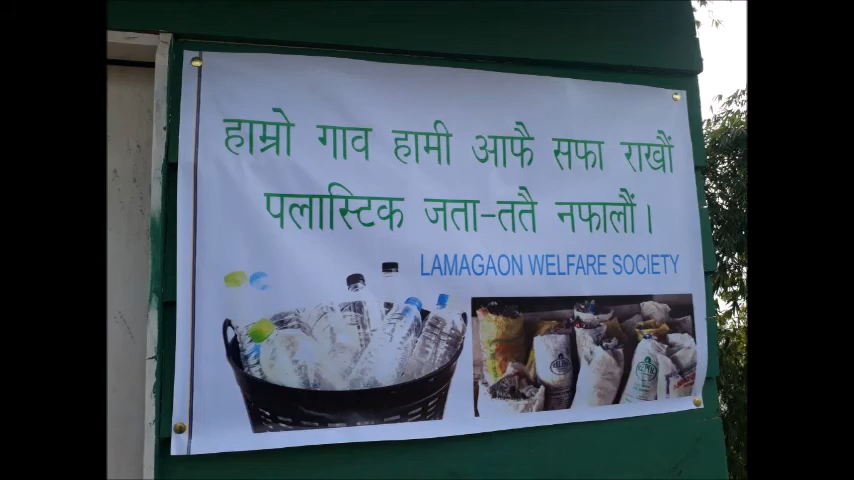 हाम्रो गाव हामी आफै सफा राखौं
पलास्टिक जता-ततै नफालौं।
LAMAGAON WELFARE SOCIETY